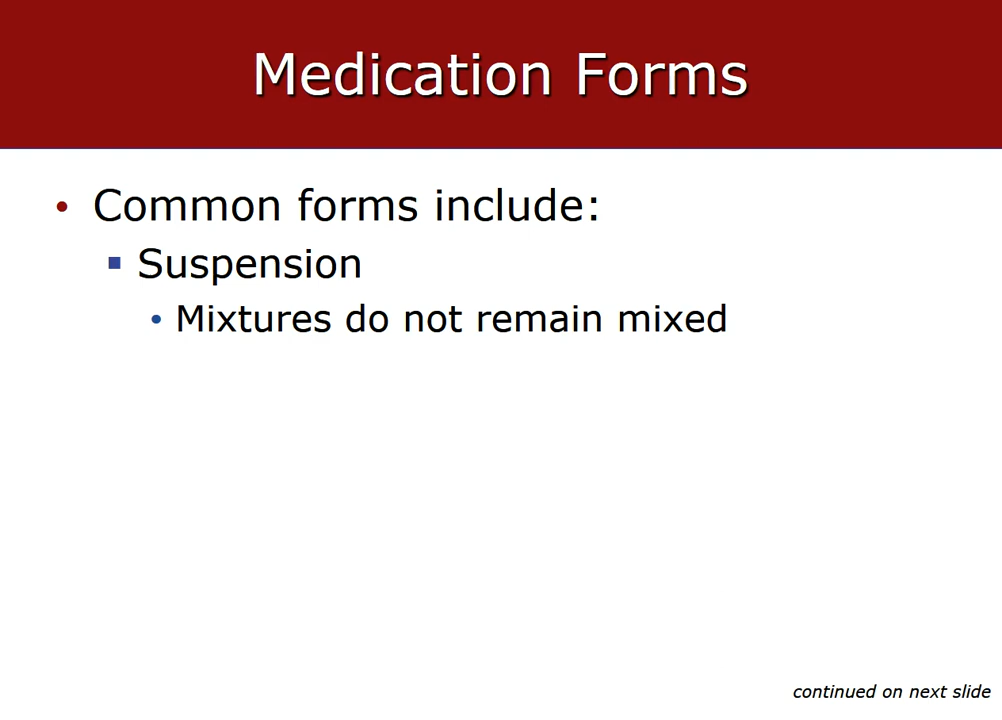 Medication Forms
• Common forms include:
▪ Suspension
• Mixtures do not remain mixed
continued on next slide